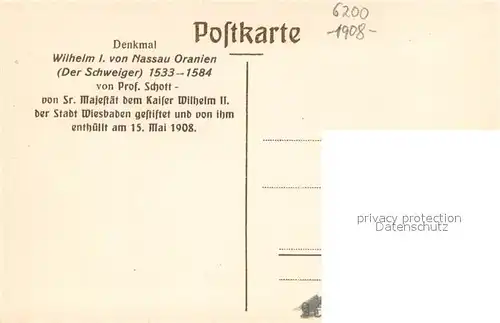 Postkarte
6200
-1908-
Denkmal
Wilhelm I. von Nassau Oranien
(Der Schweiger) 1533-1584
von Prof. Schott -
von Sr. Majestät dem Kaiser Wilhelm II.
der Stadt Wiesbaden gestiftet und von ihm
enthüllt am 15. Mai 1908.
privacy protection
Datenschutz